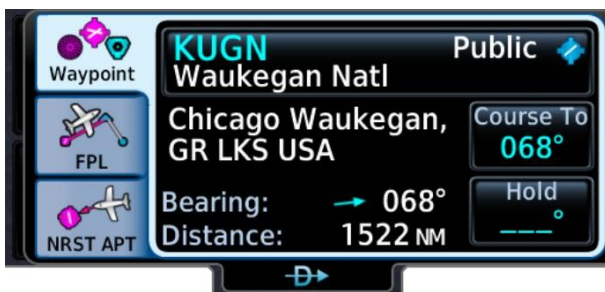 Waypoint
FPL
NRST APT
KUGN Public
Waukegan Natl
Chicago Waukegan,
GR LKS USA
Bearing: 068°
Distance: 1522 NM
Course To
068°
Hold
___°
D